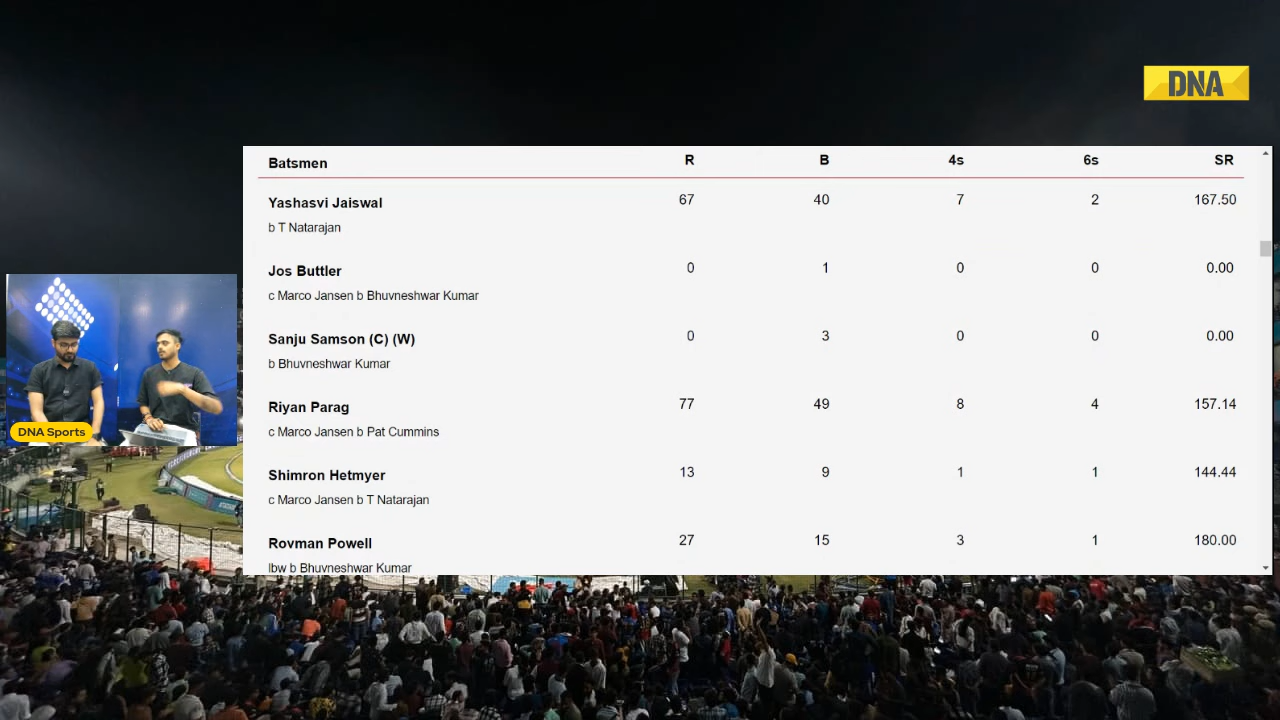 DNA
Batsmen R B 4s 6s SR
Yashasvi Jaiswal 67 40 7 2 167.50
b T Natarajan
Jos Buttler 0 1 0 0 0.00
c Marco Jansen b Bhuvneshwar Kumar
Sanju Samson (C) (W) 0 3 0 0 0.00
b Bhuvneshwar Kumar
Riyan Parag 77 49 8 4 157.14
c Marco Jansen b Pat Cummins
Shimron Hetmyer 13 9 1 1 144.44
c Marco Jansen b T Natarajan
Rovman Powell 27 15 3 1 180.00
lbw b Bhuvneshwar Kumar
DNA Sports